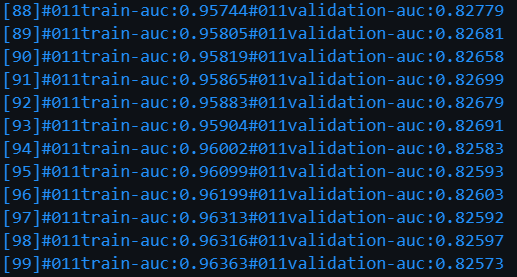 [88]#011train-auc:0.95744#011validation-auc:0.82779
[89]#011train-auc:0.95805#011validation-auc:0.82681
[90]#011train-auc:0.95819#011validation-auc:0.82658
[91]#011train-auc:0.95865#011validation-auc:0.82699
[92]#011train-auc:0.95883#011validation-auc:0.82679
[93]#011train-auc:0.95904#011validation-auc:0.82691
[94]#011train-auc:0.96002#011validation-auc:0.82583
[95]#011train-auc:0.96099#011validation-auc:0.82593
[96]#011train-auc:0.96199#011validation-auc:0.82603
[97]#011train-auc:0.96313#011validation-auc:0.82592
[98]#011train-auc:0.96316#011validation-auc:0.82597
[99]#011train-auc:0.96363#011validation-auc:0.82573